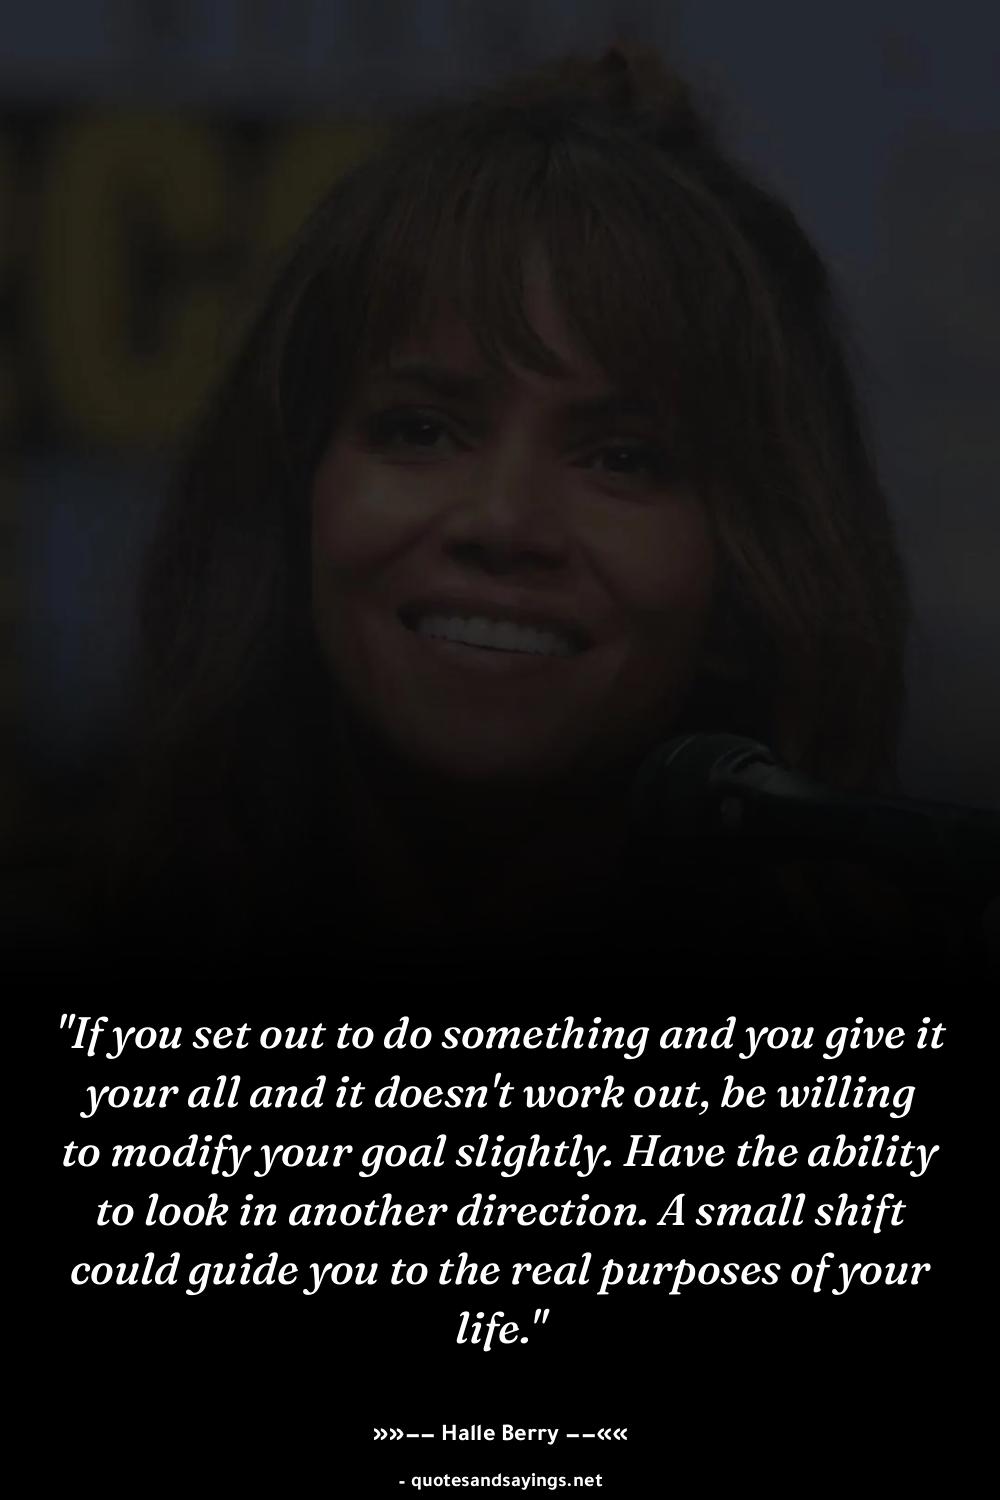 "If you set out to do something and you give it
your all and it doesn't work out, be willing
to modify your goal slightly. Have the ability
to look in another direction. A small shift
could guide you to the real purposes of your
life."
»»–– Halle Berry ––««
- quotesandsayings.net